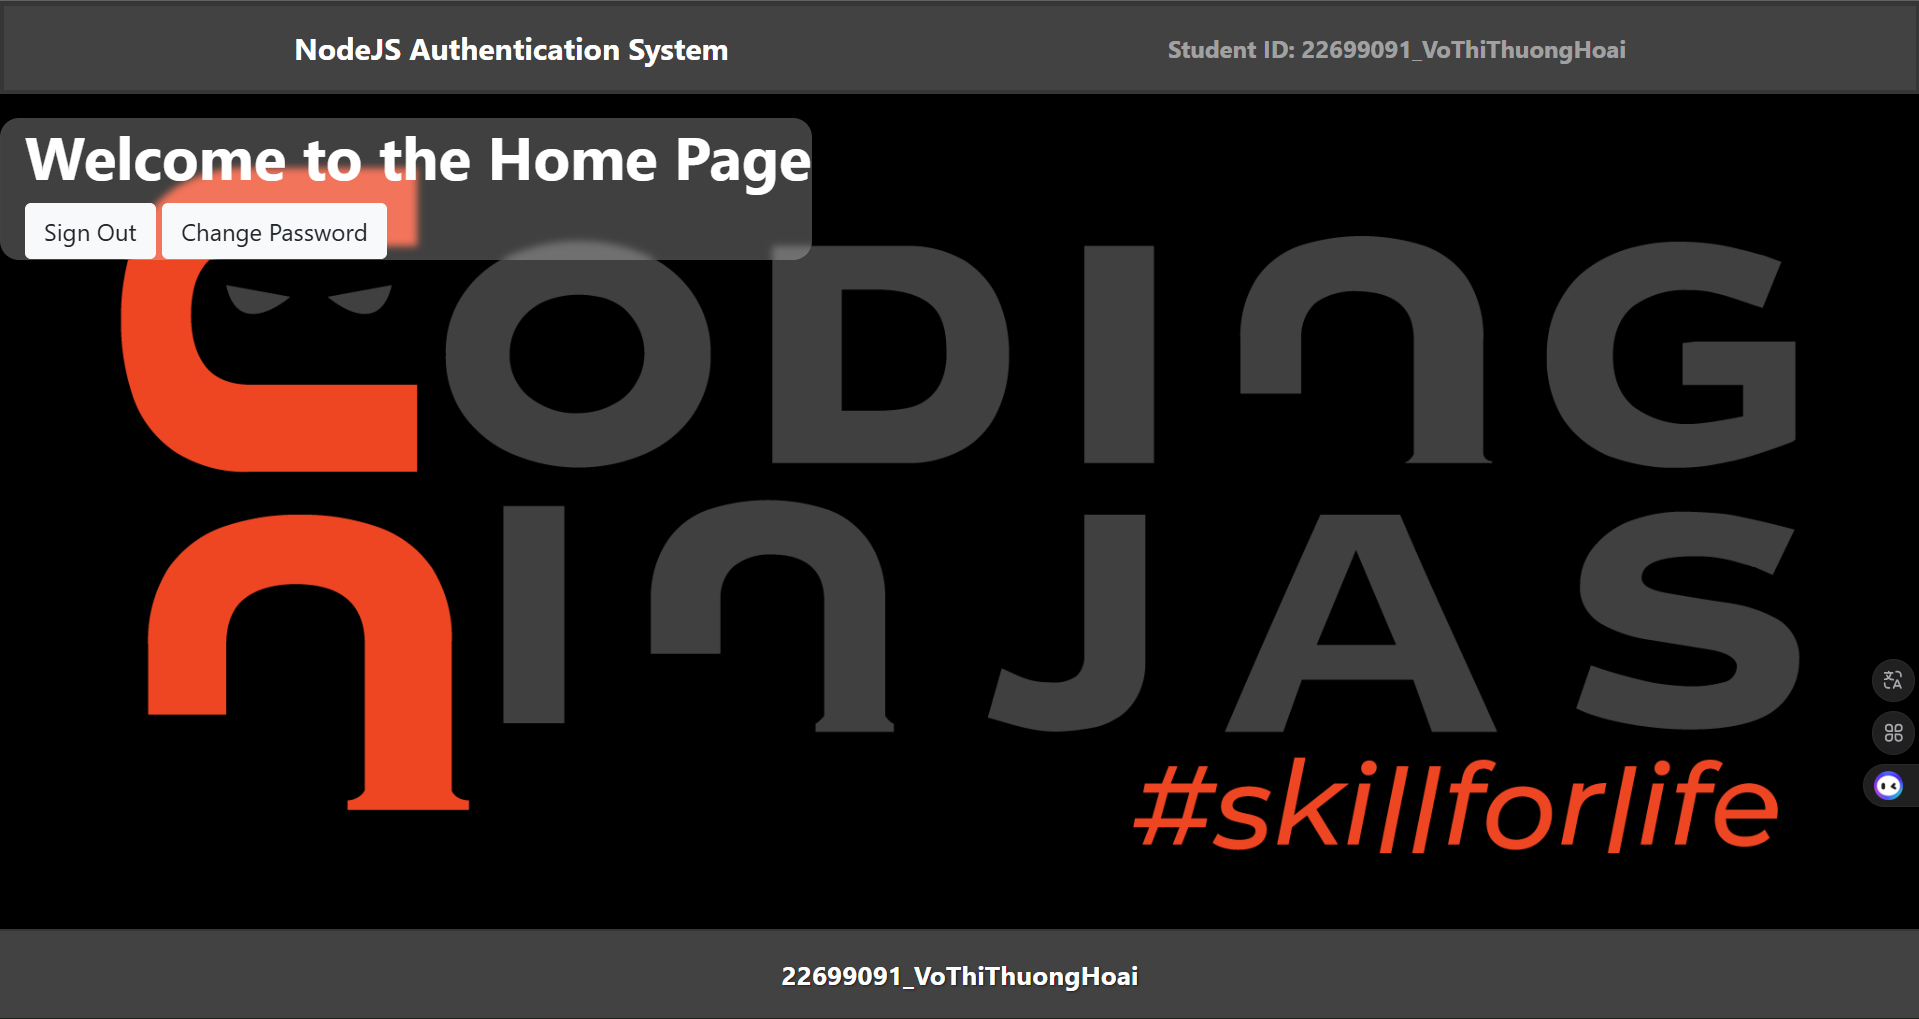 NodeJS Authentication System
Student ID: 22699091_VoThiThuongHoai
Welcome to the Home Page
Sign Out
Change Password
CODING
NINJAS
#skillforlife
22699091_VoThiThuongHoai